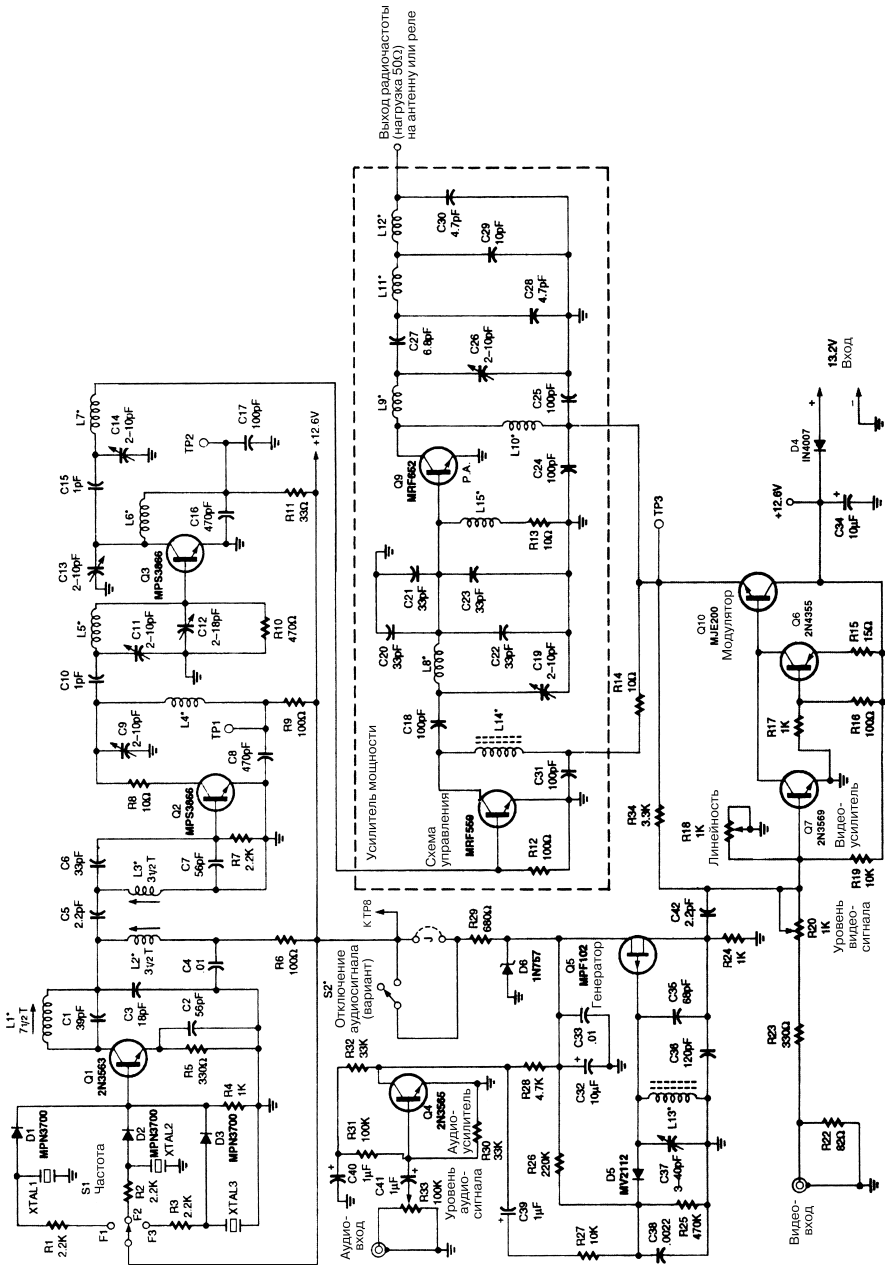 S1
Частота
R1
2.2K
F1
F2
F3
XTAL1
D1
MPN3700
R2
2.2K
D2
MPN3700
XTAL2
R3
2.2K
D3
MPN3700
XTAL3
R4
1K
Q1
2N3563
L1*
7 1/2 T
C1
39pF
C3
18pF
C2
56pF
R5
330Ω
L2*
3 1/2 T
C4
.01
R6
100Ω
C5
2.2pF
L3*
3 1/2 T
C6
33pF
C7
56pF
R7
2.2K
Q2
MPS3866
R8
10Ω
C9
2–10pF
TP1
C8
470pF
L4*
R9
100Ω
C10
1pF
L5*
C11
2–10pF
C12
2–18pF
R10
470Ω
C13
2–10pF
Q3
MPS3866
L6*
C16
470pF
C15
1pF
C14
2–10pF
L7*
TP2
C17
100pF
R11
33Ω
+12.6V
Усилитель мощности
Схема
управления
MRF559
R12
100Ω
C31
100pF
L14*
C18
100pF
L8*
C19
2–10pF
C20
33pF
C21
33pF
C22
33pF
C23
33pF
L15*
R13
10Ω
Q9
MRF652
P.A.
C24
100pF
L10*
C25
100pF
L9*
C26
2–10pF
C27
6.8pF
C28
4.7pF
L11*
C29
10pF
L12*
C30
4.7pF
Выход радиочастоты
(нагрузка 50Ω)
на антенну или реле
R14
10Ω
К TP8
S2*
Отключение
аудиосигнала
(вариант)
J
R29
680Ω
D6
1N757
Q5
MPF102
Генератор
C33
.01
C32
10μF
+
R28
4.7K
R32
33K
Q4
2N3565
Аудио-
усилитель
R31
100K
R30
33K
C40
1μF
+
C41
1μF
+
R33
100K
Уровень
аудио-
сигнала
Аудио-
вход
C39
1μF
+
R26
220K
R27
10K
C38
.0022
R25
470K
D5
MV2112
C37
3–40pF
L13*
C36
120pF
C35
68pF
R24
1K
C42
2.2pF
R34
3.3K
TP3
Q10
MJE200
Модулятор
Q6
2N4355
R15
15Ω
R16
100Ω
R17
1K
Q7
2N3569
Видео-
усилитель
R18
1K
Линейность
R19
10K
R20
1K
Уровень
видео-
сигнала
R23
330Ω
R22
82Ω
Видео-
вход
+12.6V
C34
10μF
+
D4
IN4007
+
13.2V
Вход
–